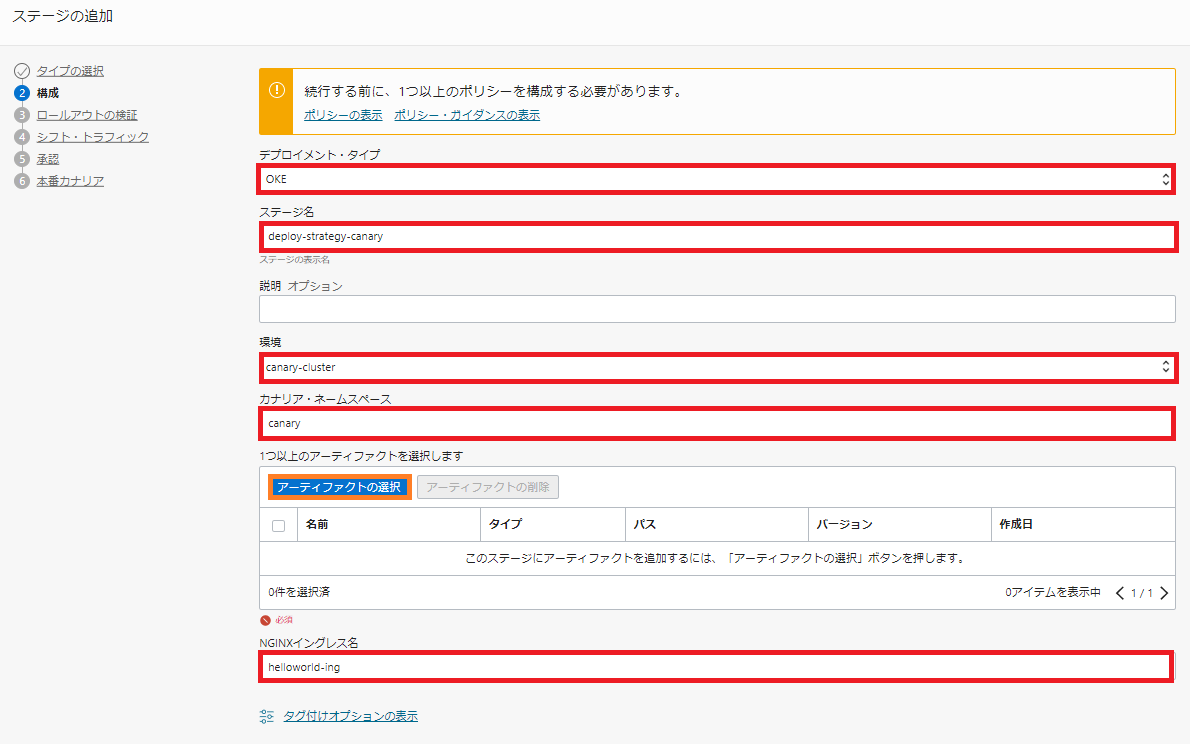 ステージの追加
タイプの選択
2 構成
3 ロールアウトの検証
4 シフト・トラフィック
5 承認
6 本番カナリア
続行する前に、1つ以上のポリシーを構成する必要があります。
ポリシーの表示 ポリシー・ガイダンスの表示
デプロイメント・タイプ
OKE
ステージ名
deploy-strategy-canary
ステージの表示名
説明 オプション
環境
canary-cluster
カナリア・ネームスペース
canary
1つ以上のアーティファクトを選択します
アーティファクトの選択 アーティファクトの削除
名前 タイプ パス バージョン 作成日
このステージにアーティファクトを追加するには、「アーティファクトの選択」ボタンを押します。
0件を選択済 0アイテムを表示中 1 / 1
必須
NGINXイングレス名
helloworld-ing
タグ付けオプションの表示